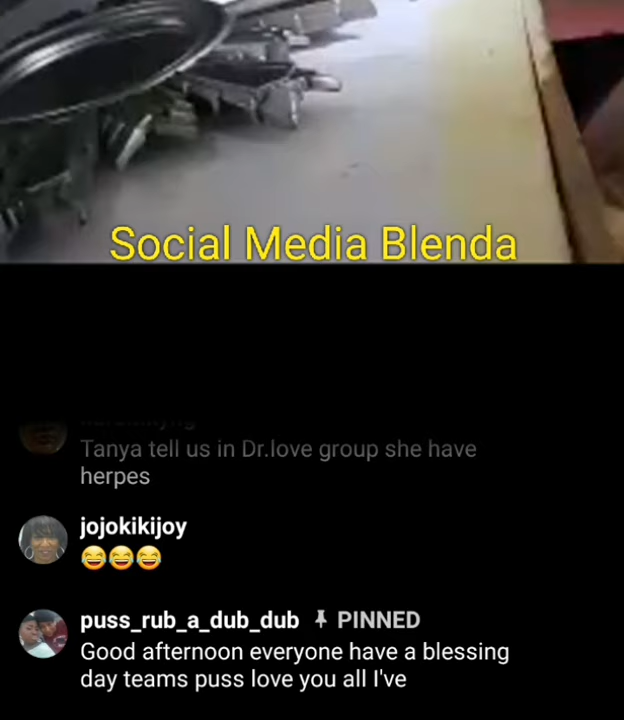 Social Media Blenda
Tanya tell us in Dr.love group she have
herpes
jojokikijoy
😂😂😂
puss_rub_a_dub_dub PINNED
Good afternoon everyone have a blessing
day teams puss love you all I've